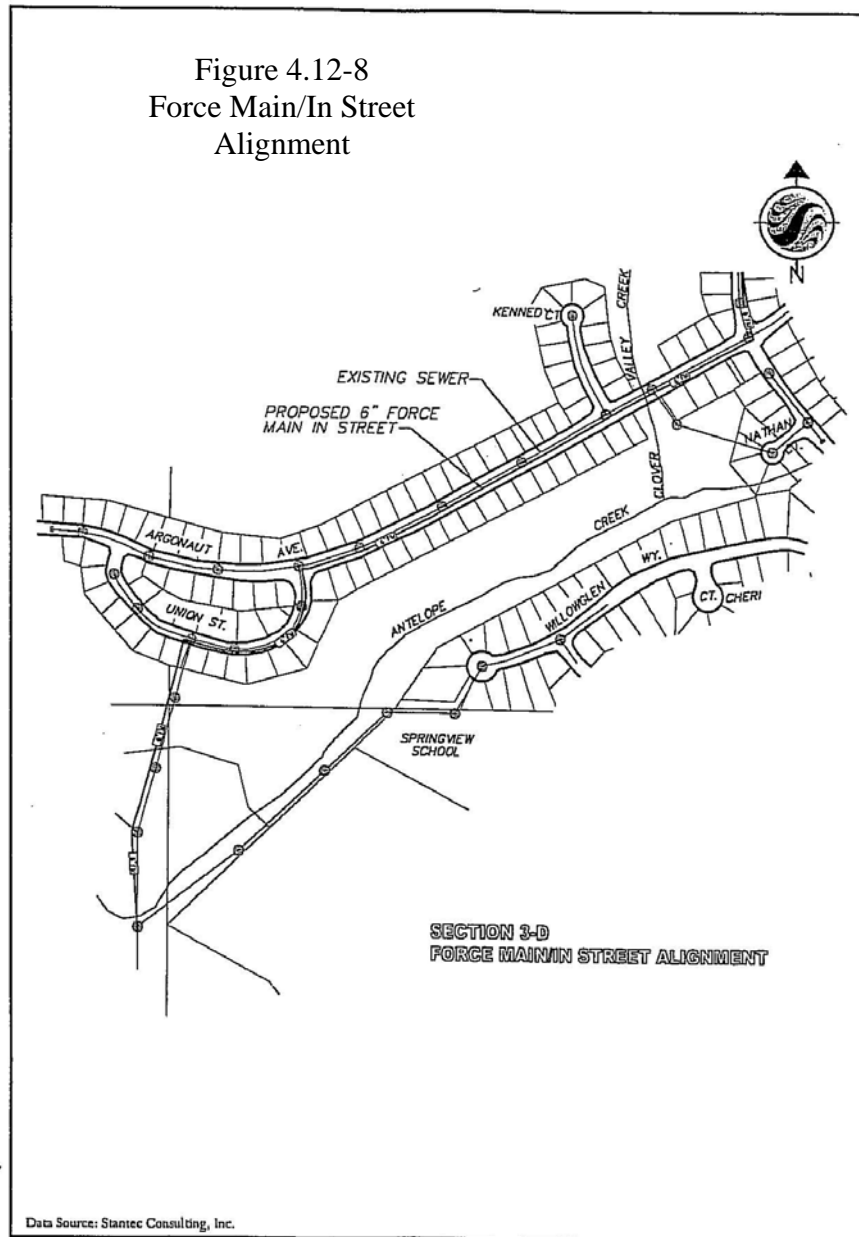 Figure 4.12-8
Force Main/In Street
Alignment
N
KENNEDY CT
CLOVER VALLEY CREEK
EXISTING SEWER
PROPOSED 6" FORCE
MAIN IN STREET
NATHAN CT.
ARGONAUT AVE.
UNION ST.
ANTELOPE CREEK
WILLOWGLEN WY.
CT. CHERI
SPRINGVIEW
SCHOOL
SECTION 3-D
FORCE MAIN/IN STREET ALIGNMENT
Data Source: Stantec Consulting, Inc.